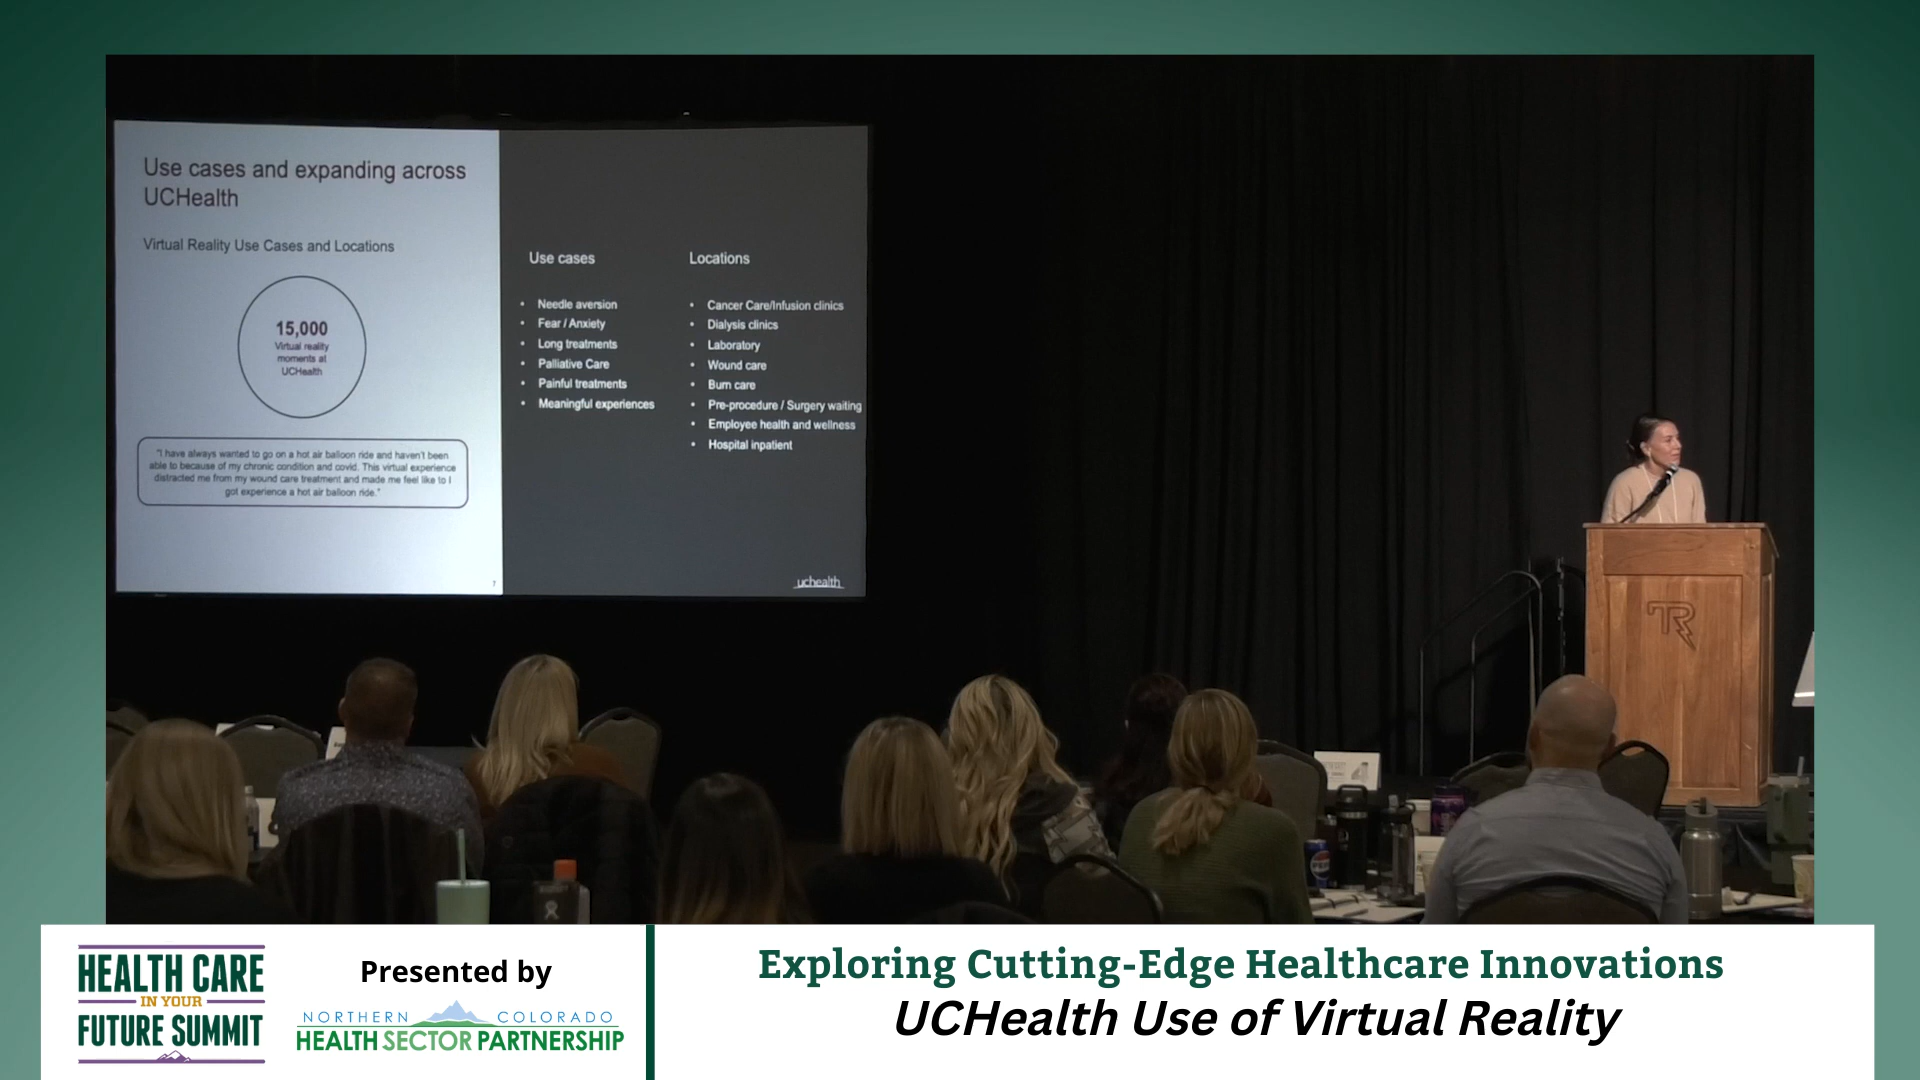 Use cases and expanding across
UCHealth
Virtual Reality Use Cases and Locations
15,000
Virtual reality
moments at
UCHealth
"I have always wanted to go on a hot air balloon ride and haven't been
able to because of my chronic condition and covid. This virtual experience
distracted me from my wound care treatment and made me feel like to I
got experience a hot air balloon ride."
7
Use cases
• Needle aversion
• Fear / Anxiety
• Long treatments
• Palliative Care
• Painful treatments
• Meaningful experiences
Locations
• Cancer Care/Infusion clinics
• Dialysis clinics
• Laboratory
• Wound care
• Burn care
• Pre-procedure / Surgery waiting
• Employee health and wellness
• Hospital inpatient
uchealth
TR
HEALTH CARE
IN YOUR
FUTURE SUMMIT
Presented by
NORTHERN COLORADO
HEALTH SECTOR PARTNERSHIP
Exploring Cutting-Edge Healthcare Innovations
UCHealth Use of Virtual Reality